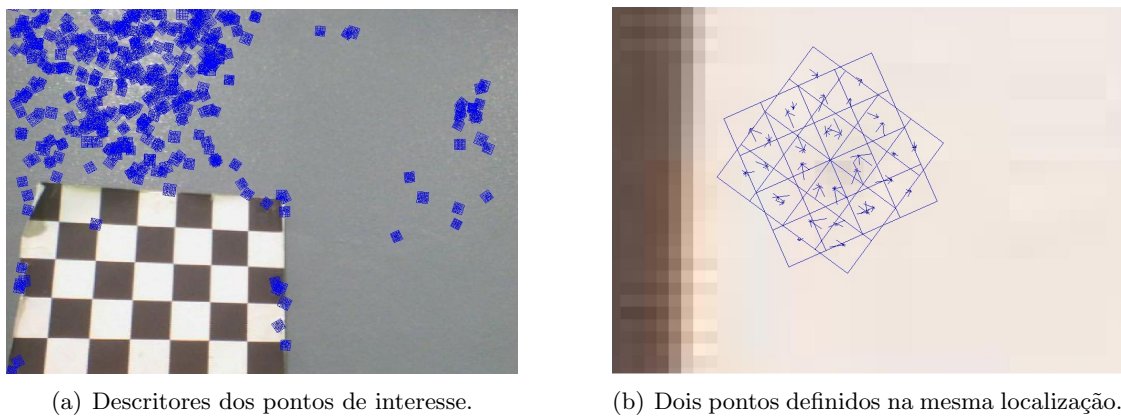 (a) Descritores dos pontos de interesse.
(b) Dois pontos definidos na mesma localização.